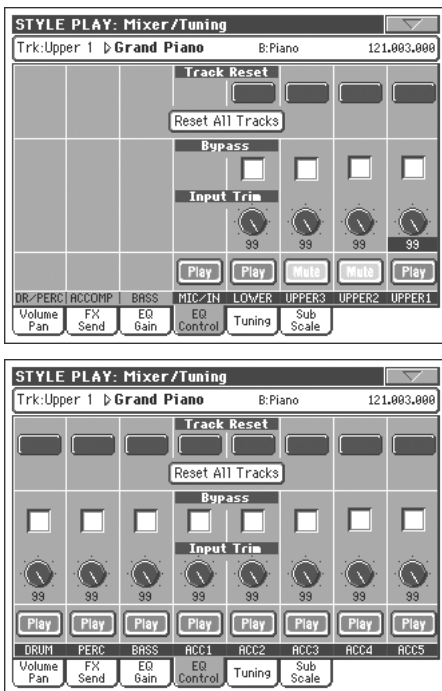 STYLE PLAY: Mixer/Tuning
Trk:Upper 1 Grand Piano B:Piano 121.003.000
Track Reset
Reset All Tracks
Bypass
Input Trim
99 99 99 99
Play Play Mute Mute Play
DR/PERC ACCOMP BASS MIC/IN LOWER UPPER3 UPPER2 UPPER1
Volume Pan FX Send EQ Gain EQ Control Tuning Sub Scale
STYLE PLAY: Mixer/Tuning
Trk:Upper 1 Grand Piano B:Piano 121.003.000
Track Reset
Reset All Tracks
Bypass
Input Trim
99 99 99 99 99 99 99 99
Play Play Play Play Play Play Play Play
DRUM PERC BASS ACC1 ACC2 ACC3 ACC4 ACC5
Volume Pan FX Send EQ Gain EQ Control Tuning Sub Scale